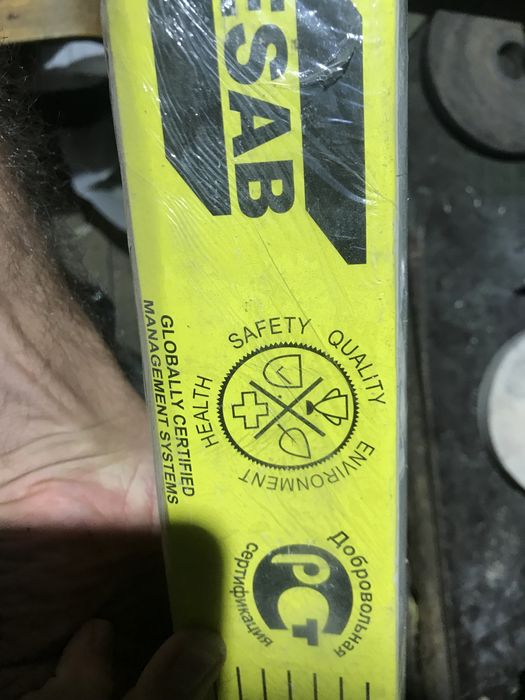 ESAB
GLOBALLY CERTIFIED
MANAGEMENT SYSTEMS
HEALTH SAFETY QUALITY ENVIRONMENT
Добровольная
РСТ
сертификация